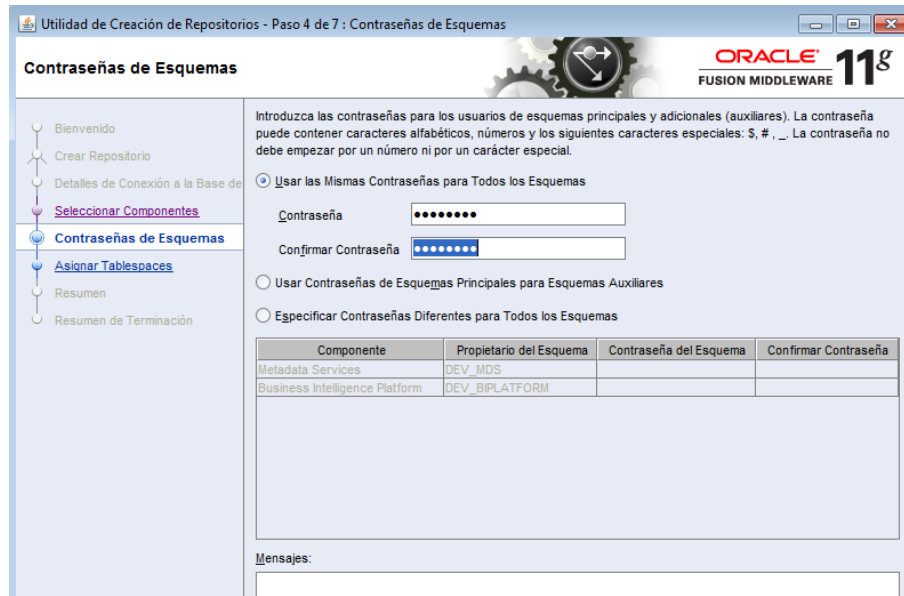 Utilidad de Creación de Repositorios - Paso 4 de 7 : Contraseñas de Esquemas
Contraseñas de Esquemas
ORACLE
FUSION MIDDLEWARE
11g
Bienvenido
Crear Repositorio
Detalles de Conexión a la Base de
Seleccionar Componentes
Contraseñas de Esquemas
Asignar Tablespaces
Resumen
Resumen de Terminación
Introduzca las contraseñas para los usuarios de esquemas principales y adicionales (auxiliares). La contraseña
puede contener caracteres alfabéticos, números y los siguientes caracteres especiales: $, # , _. La contraseña no
debe empezar por un número ni por un carácter especial.
Usar las Mismas Contraseñas para Todos los Esquemas
Contraseña
Confirmar Contraseña
Usar Contraseñas de Esquemas Principales para Esquemas Auxiliares
Especificar Contraseñas Diferentes para Todos los Esquemas
Componente Propietario del Esquema Contraseña del Esquema Confirmar Contraseña
Metadata Services DEV_MDS
Business Intelligence Platform DEV_BIPLATFORM
Mensajes: